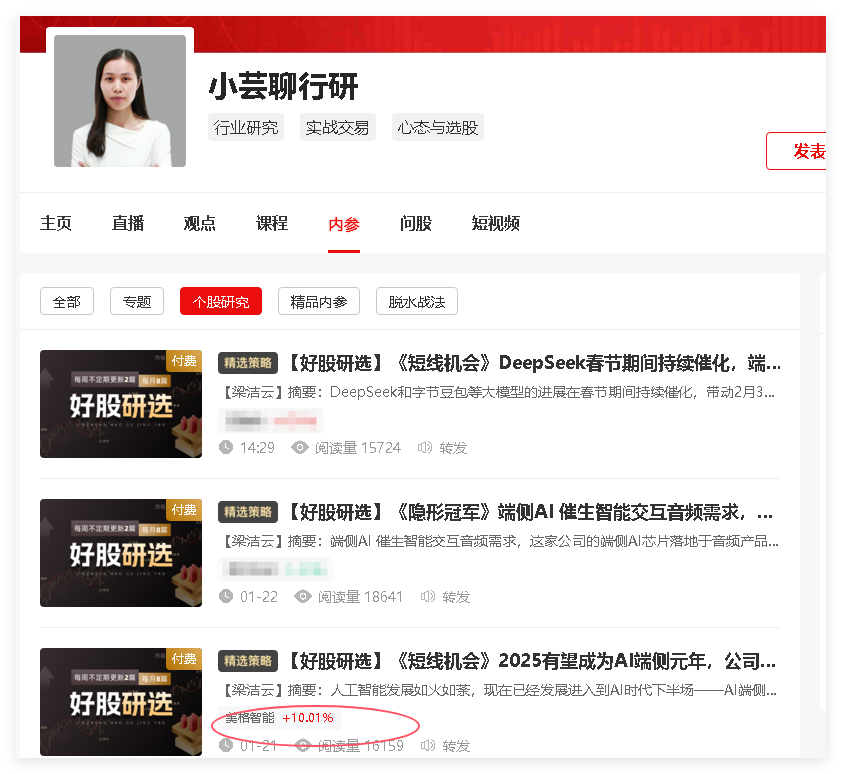 小芸聊行研
行业研究 实战交易 心态与选股
发表
主页 直播 观点 课程 内参 问股 短视频
全部 专题 个股研究 精品内参 脱水战法
付费
每周不定期更新2篇 每月8篇
好股研选
精选策略 【好股研选】《短线机会》DeepSeek春节期间持续催化，端...
【梁洁云】摘要：DeepSeek和字节豆包等大模型的进展在春节期间持续催化，带动2月3...
14:29 阅读量 15724 转发
付费
每周不定期更新2篇 每月8篇
好股研选
精选策略 【好股研选】《隐形冠军》端侧AI 催生智能交互音频需求，...
【梁洁云】摘要：端侧AI 催生智能交互音频需求，这家公司的端侧AI芯片落地于音频产品...
01-22 阅读量 18641 转发
付费
每周不定期更新2篇 每月8篇
好股研选
精选策略 【好股研选】《短线机会》2025有望成为AI端侧元年，公司...
【梁洁云】摘要：人工智能发展如火如荼，现在已经发展进入到AI时代下半场——AI端侧...
美格智能 +10.01%
01-21 阅读量 16159 转发